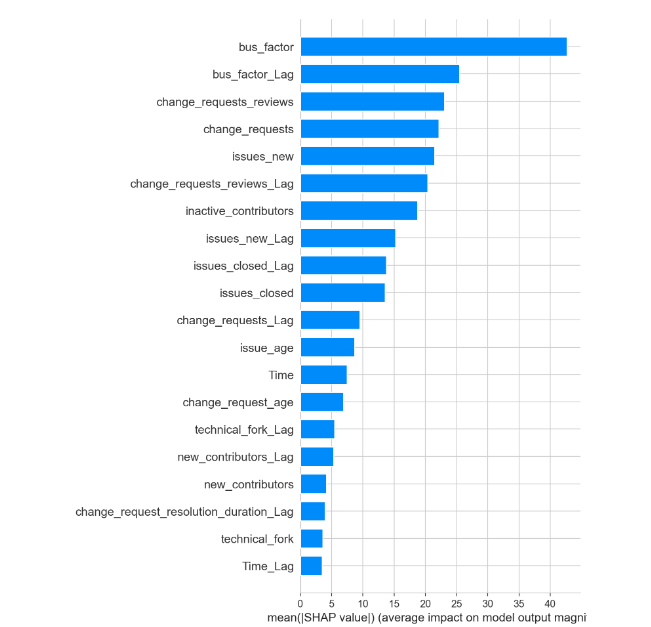 bus_factor
bus_factor_Lag
change_requests_reviews
change_requests
issues_new
change_requests_reviews_Lag
inactive_contributors
issues_new_Lag
issues_closed_Lag
issues_closed
change_requests_Lag
issue_age
Time
change_request_age
technical_fork_Lag
new_contributors_Lag
new_contributors
change_request_resolution_duration_Lag
technical_fork
Time_Lag
0 5 10 15 20 25 30 35 40
mean(|SHAP value|) (average impact on model output magni